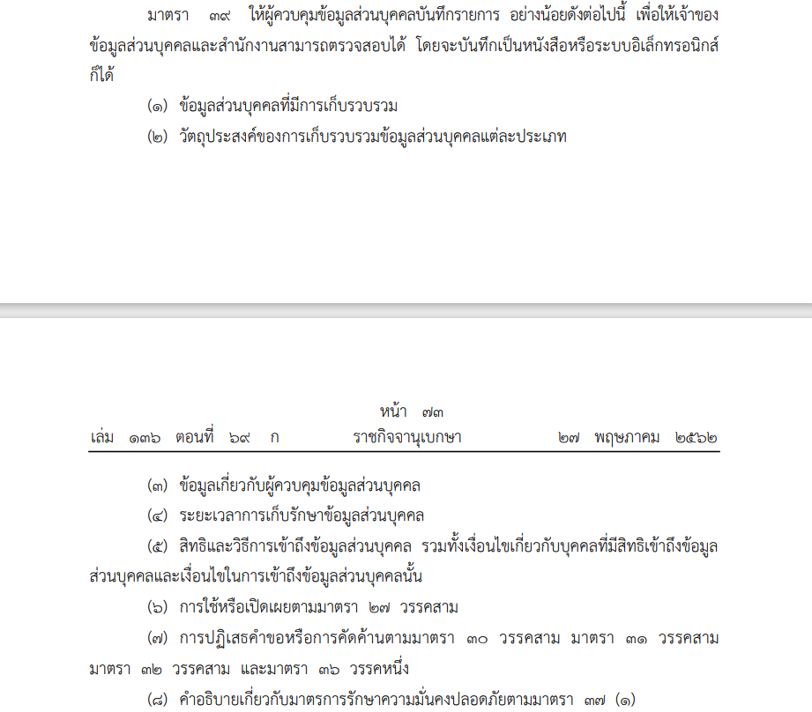 มาตรา ๓๙ ให้ผู้ควบคุมข้อมูลส่วนบุคคลบันทึกรายการ อย่างน้อยดังต่อไปนี้ เพื่อให้เจ้าของ
ข้อมูลส่วนบุคคลและสำนักงานสามารถตรวจสอบได้ โดยจะบันทึกเป็นหนังสือหรือระบบอิเล็กทรอนิกส์
ก็ได้
(๑) ข้อมูลส่วนบุคคลที่มีการเก็บรวบรวม
(๒) วัตถุประสงค์ของการเก็บรวบรวมข้อมูลส่วนบุคคลแต่ละประเภท
หน้า ๗๓
เล่ม ๑๓๖ ตอนที่ ๖๙ ก ราชกิจจานุเบกษา ๒๗ พฤษภาคม ๒๕๖๒
(๓) ข้อมูลเกี่ยวกับผู้ควบคุมข้อมูลส่วนบุคคล
(๔) ระยะเวลาการเก็บรักษาข้อมูลส่วนบุคคล
(๕) สิทธิและวิธีการเข้าถึงข้อมูลส่วนบุคคล รวมทั้งเงื่อนไขเกี่ยวกับบุคคลที่มีสิทธิเข้าถึงข้อมูล
ส่วนบุคคลและเงื่อนไขในการเข้าถึงข้อมูลส่วนบุคคลนั้น
(๖) การใช้หรือเปิดเผยตามมาตรา ๒๗ วรรคสาม
(๗) การปฏิเสธคำขอหรือการคัดค้านตามมาตรา ๓๐ วรรคสาม มาตรา ๓๑ วรรคสาม
มาตรา ๓๒ วรรคสาม และมาตรา ๓๖ วรรคหนึ่ง
(๘) คำอธิบายเกี่ยวกับมาตรการรักษาความมั่นคงปลอดภัยตามมาตรา ๓๗ (๑)